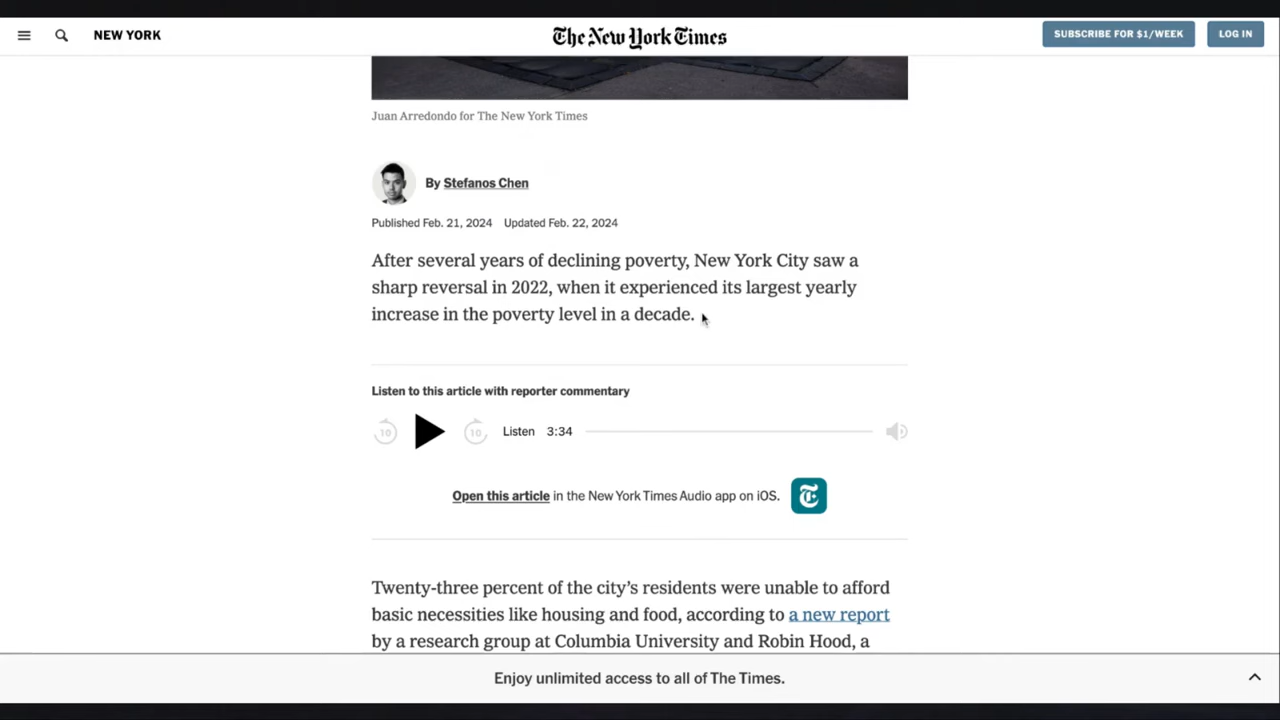 NEW YORK
The New York Times
SUBSCRIBE FOR $1/WEEK
LOG IN
Juan Arredondo for The New York Times
By Stefanos Chen
Published Feb. 21, 2024 Updated Feb. 22, 2024
After several years of declining poverty, New York City saw a
sharp reversal in 2022, when it experienced its largest yearly
increase in the poverty level in a decade.
Listen to this article with reporter commentary
10
10
Listen 3:34
Open this article in the New York Times Audio app on iOS.
T
Twenty-three percent of the city’s residents were unable to afford
basic necessities like housing and food, according to a new report
by a research group at Columbia University and Robin Hood, a
Enjoy unlimited access to all of The Times.